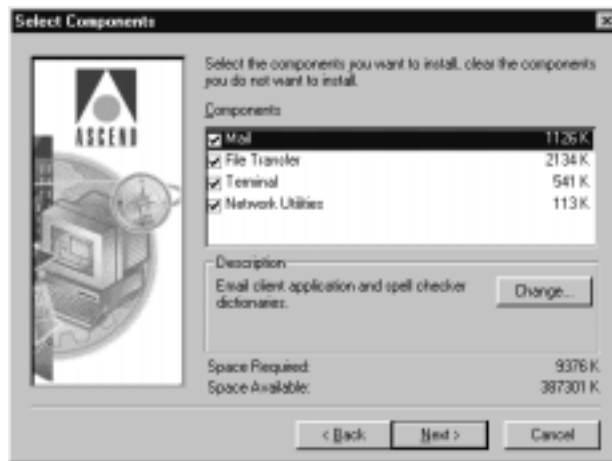 Select Components
ASCEND
Select the components you want to install, clear the components
you do not want to install.
Components
Mail 1126 K
File Transfer 2134 K
Terminal 541 K
Network Utilities 113 K
Description
Email client application and spell checker
dictionaries.
Change...
Space Required: 9376 K
Space Available: 387301 K
< Back
Next >
Cancel